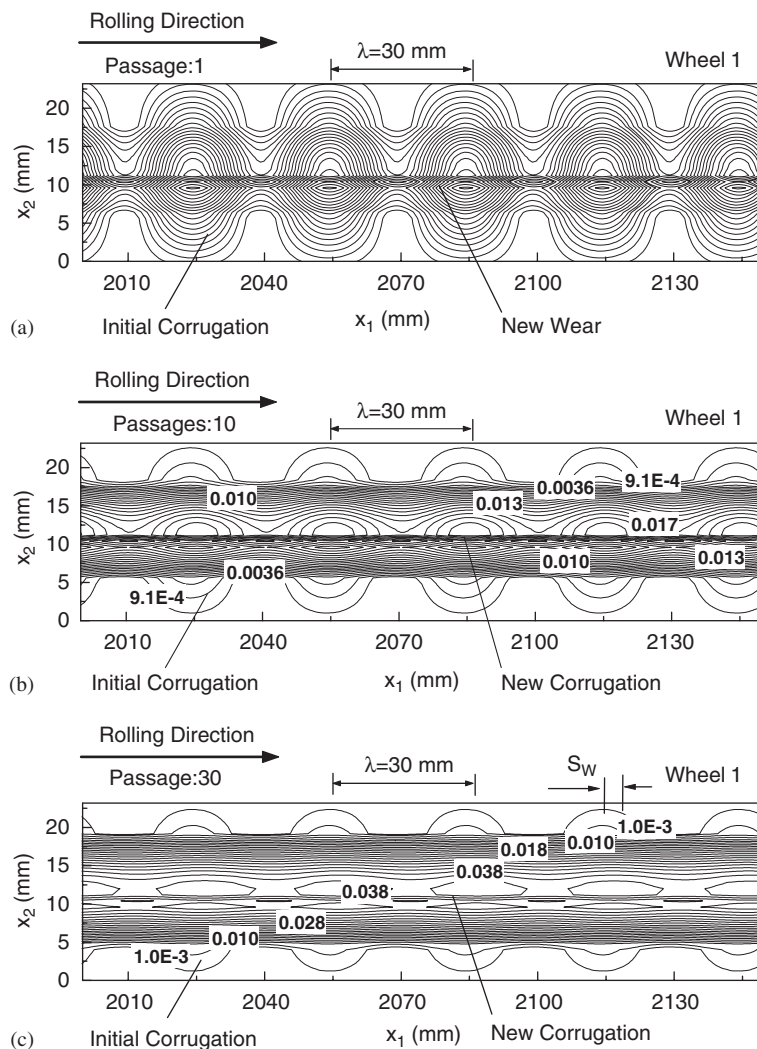 Rolling Direction
λ=30 mm
Wheel 1
Passage:1
20
15
10
5
0
x2 (mm)
2010 2040 2070 2100 2130
Initial Corrugation
x1 (mm)
New Wear
(a)
Rolling Direction
λ=30 mm
Wheel 1
Passages:10
20
15
10
5
0
x2 (mm)
0.010
0.013
0.0036
9.1E-4
0.017
0.0036
0.010
0.013
9.1E-4
2010 2040 2070 2100 2130
Initial Corrugation
x1 (mm)
New Corrugation
(b)
Rolling Direction
λ=30 mm
SW
Wheel 1
Passage:30
20
15
10
5
0
x2 (mm)
1.0E-3
0.010
0.018
0.038
0.038
0.028
0.010
1.0E-3
2010 2040 2070 2100 2130
Initial Corrugation
x1 (mm)
New Corrugation
(c)